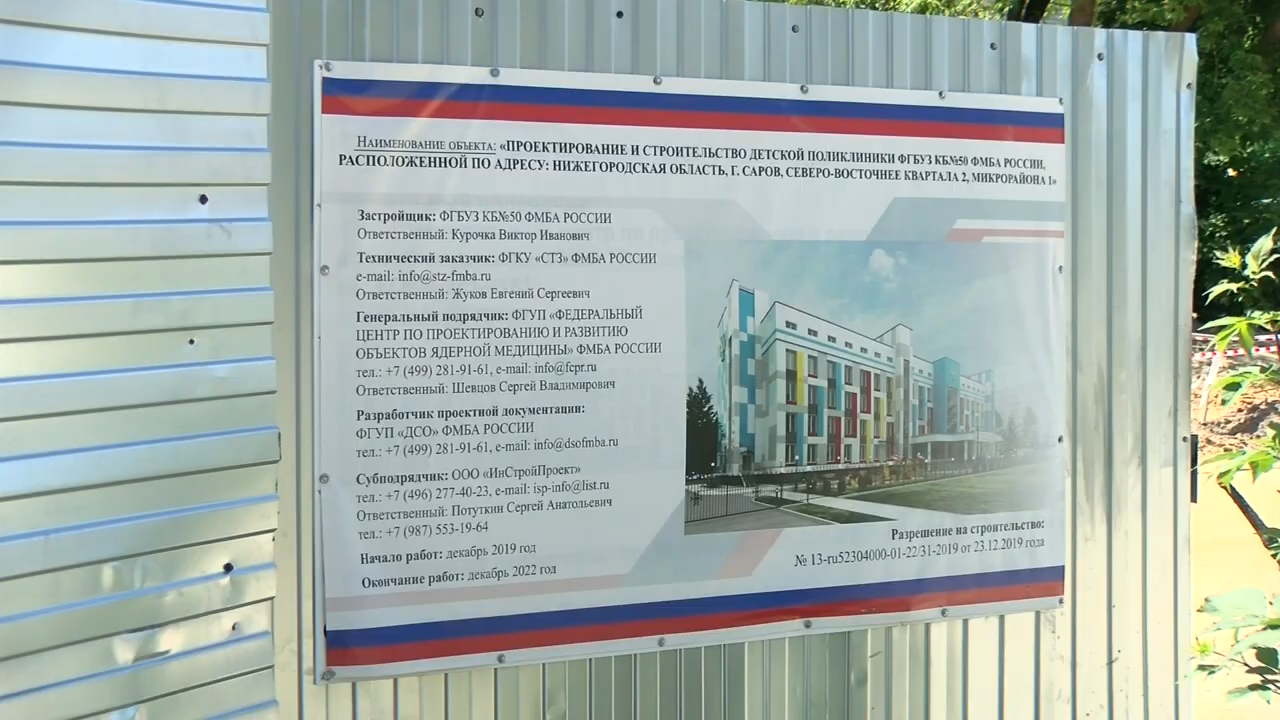 Наименование объекта: «ПРОЕКТИРОВАНИЕ И СТРОИТЕЛЬСТВО ДЕТСКОЙ ПОЛИКЛИНИКИ ФГБУЗ КБ№50 ФМБА РОССИИ,
РАСПОЛОЖЕННОЙ ПО АДРЕСУ: НИЖЕГОРОДСКАЯ ОБЛАСТЬ, Г. САРОВ, СЕВЕРО-ВОСТОЧНЕЕ КВАРТАЛА 2, МИКРОРАЙОНА 1»
Застройщик: ФГБУЗ КБ№50 ФМБА РОССИИ
Ответственный: Курочка Виктор Иванович
Технический заказчик: ФГКУ «СТЗ» ФМБА РОССИИ
e-mail: info@stz-fmba.ru
Ответственный: Жуков Евгений Сергеевич
Генеральный подрядчик: ФГУП «ФЕДЕРАЛЬНЫЙ
ЦЕНТР ПО ПРОЕКТИРОВАНИЮ И РАЗВИТИЮ
ОБЪЕКТОВ ЯДЕРНОЙ МЕДИЦИНЫ» ФМБА РОССИИ
тел.: +7 (499) 281-91-61, e-mail: info@fcpr.ru
Ответственный: Шевцов Сергей Владимирович
Разработчик проектной документации:
ФГУП «ДСО» ФМБА РОССИИ
тел.: +7 (499) 281-91-61, e-mail: info@dsofmba.ru
Субподрядчик: ООО «ИнСтройПроект»
тел.: +7 (496) 277-40-23, e-mail: isp-info@list.ru
Ответственный: Потуткин Сергей Анатольевич
тел.: +7 (987) 553-19-64
Начало работ: декабрь 2019 год
Окончание работ: декабрь 2022 год
Разрешение на строительство:
№ 13-ru52304000-01-22/31-2019 от 23.12.2019 года